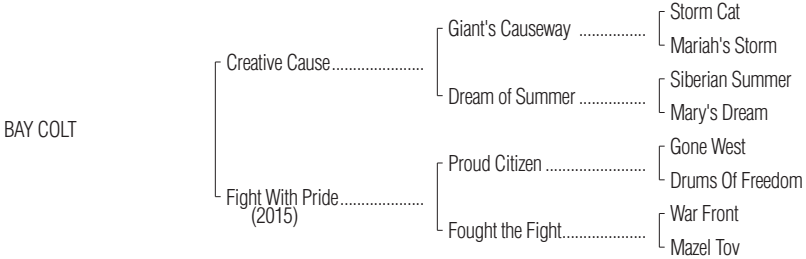 Storm Cat
Giant's Causeway ................
Mariah's Storm
Creative Cause......................
Siberian Summer
Dream of Summer ................
Mary's Dream
BAY COLT
Gone West
Proud Citizen ........................
Drums Of Freedom
Fight With Pride....................
(2015)
War Front
Fought the Fight....................
Mazel Tov